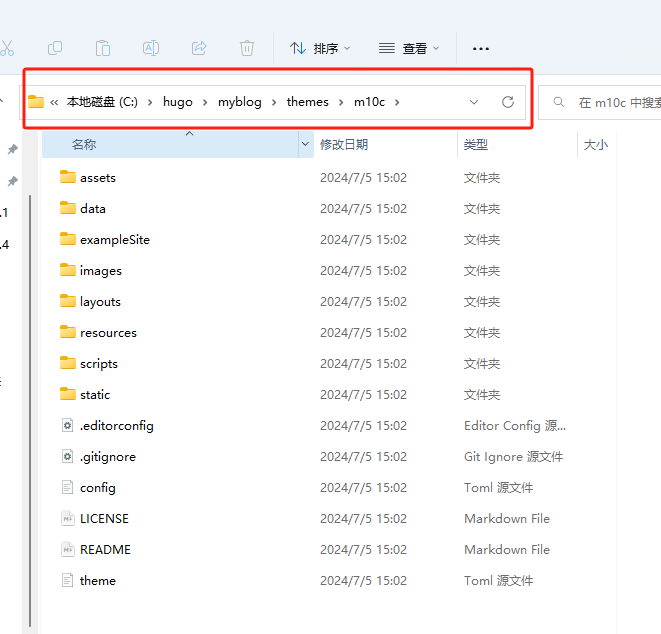 排序 查看 ...
« 本地磁盘 (C:) › hugo › myblog › themes › m10c › 在 m10c 中搜
名称 修改日期 类型 大小
assets 2024/7/5 15:02 文件夹
data 2024/7/5 15:02 文件夹
.1
exampleSite 2024/7/5 15:02 文件夹
.4
images 2024/7/5 15:02 文件夹
layouts 2024/7/5 15:02 文件夹
resources 2024/7/5 15:02 文件夹
scripts 2024/7/5 15:02 文件夹
static 2024/7/5 15:02 文件夹
.editorconfig 2024/7/5 15:02 Editor Config 源...
.gitignore 2024/7/5 15:02 Git Ignore 源文件
config 2024/7/5 15:02 Toml 源文件
LICENSE 2024/7/5 15:02 Markdown File
README 2024/7/5 15:02 Markdown File
theme 2024/7/5 15:02 Toml 源文件